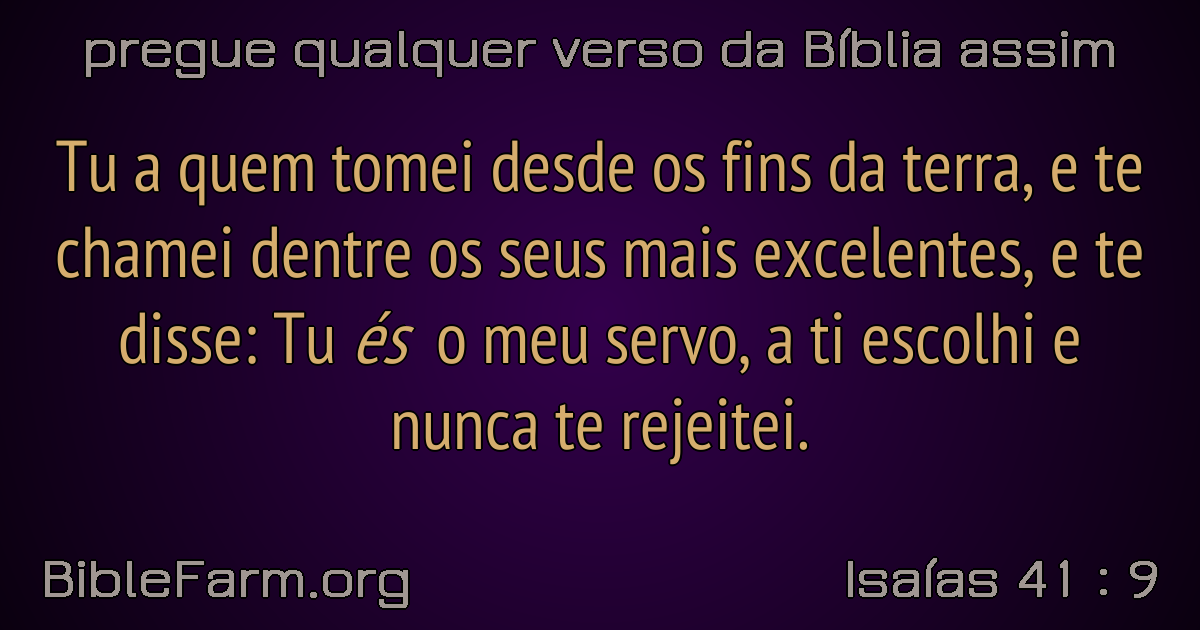 pregue qualquer verso da Bíblia assim
Tu a quem tomei desde os fins da terra, e te
chamei dentre os seus mais excelentes, e te
disse: Tu és o meu servo, a ti escolhi e
nunca te rejeitei.
BibleFarm.org
Isaías 41 : 9